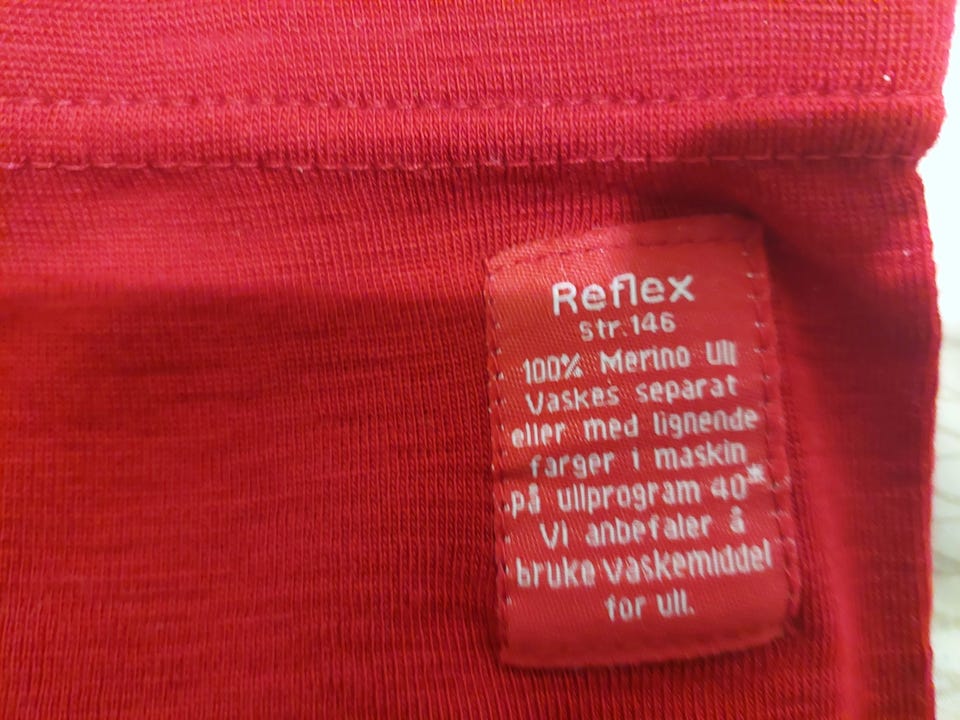 Reflex
str.146
100% Merino Ull
Vaskes separat
eller med lignende
farger i maskin
på ullprogram 40*
Vi anbefaler å
bruke vaskemiddel
for ull.